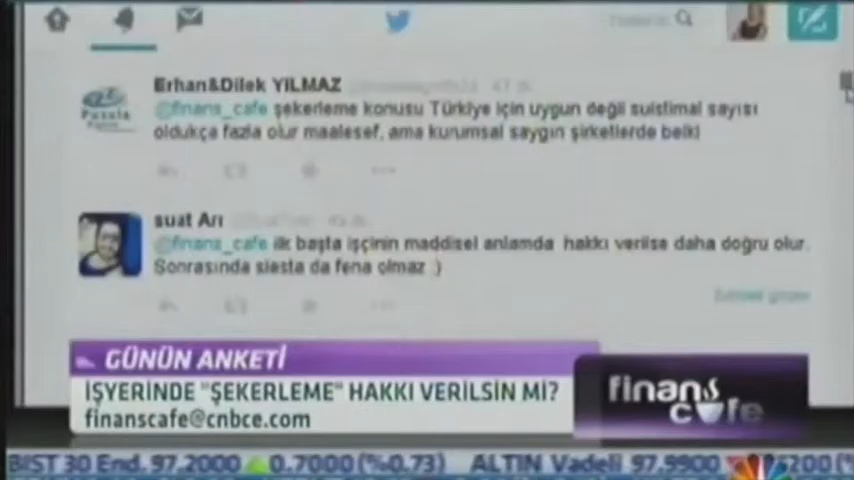 Erhan&Dilek YILMAZ
@finans_cafe şekerleme konusu Türkiye için uygun değil suistimal sayısı
oldukça fazla olur maalesef, ama kurumsal saygın şirketlerde belki
suat Arı
@finans_cafe ilk başta işçinin maddisel anlamda hakkı verilse daha doğru olur.
Sonrasında siesta da fena olmaz :)
GÜNÜN ANKETİ
İŞYERİNDE "ŞEKERLEME" HAKKI VERİLSİN Mİ?
finanscafe@cnbce.com
finans
cafe
BIST 30 End. 97.2000 0.7000 (%0.73) ALTIN Vadeli 97.9900